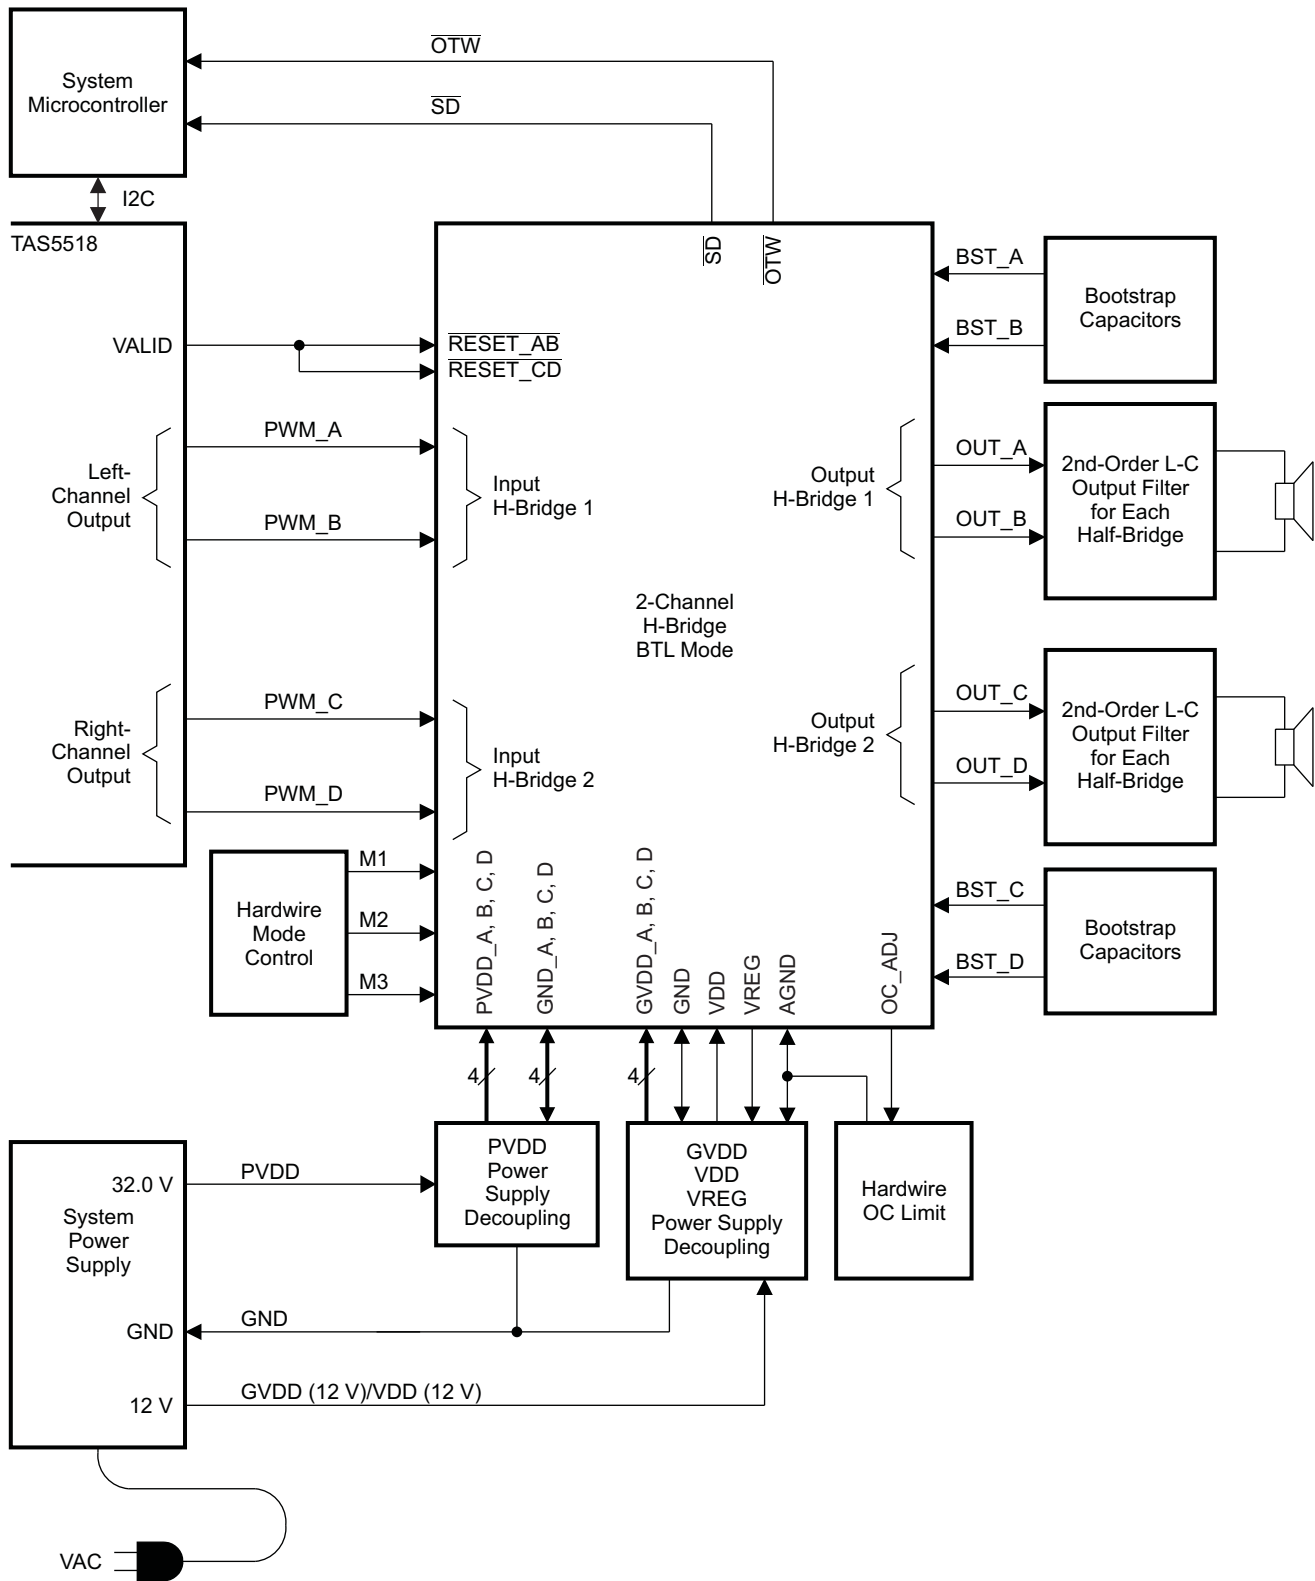 OTW
System
Microcontroller
SD
I2C
TAS5518
SD
OTW
BST_A
Bootstrap
Capacitors
BST_B
VALID
RESET_AB
RESET_CD
PWM_A
Left-
Channel
Output
Input
H-Bridge 1
PWM_B
Output
H-Bridge 1
OUT_A
OUT_B
2nd-Order L-C
Output Filter
for Each
Half-Bridge
2-Channel
H-Bridge
BTL Mode
PWM_C
Right-
Channel
Output
Input
H-Bridge 2
PWM_D
Output
H-Bridge 2
OUT_C
OUT_D
2nd-Order L-C
Output Filter
for Each
Half-Bridge
Hardwire
Mode
Control
M1
M2
M3
PVDD_A, B, C, D
GND_A, B, C, D
GVDD_A, B, C, D
GND
VDD
VREG
AGND
OC_ADJ
BST_C
Bootstrap
Capacitors
BST_D
4
4
4
PVDD
Power
Supply
Decoupling
GVDD
VDD
VREG
Power Supply
Decoupling
Hardwire
OC Limit
32.0 V
PVDD
System
Power
Supply
GND
GND
12 V
GVDD (12 V)/VDD (12 V)
VAC